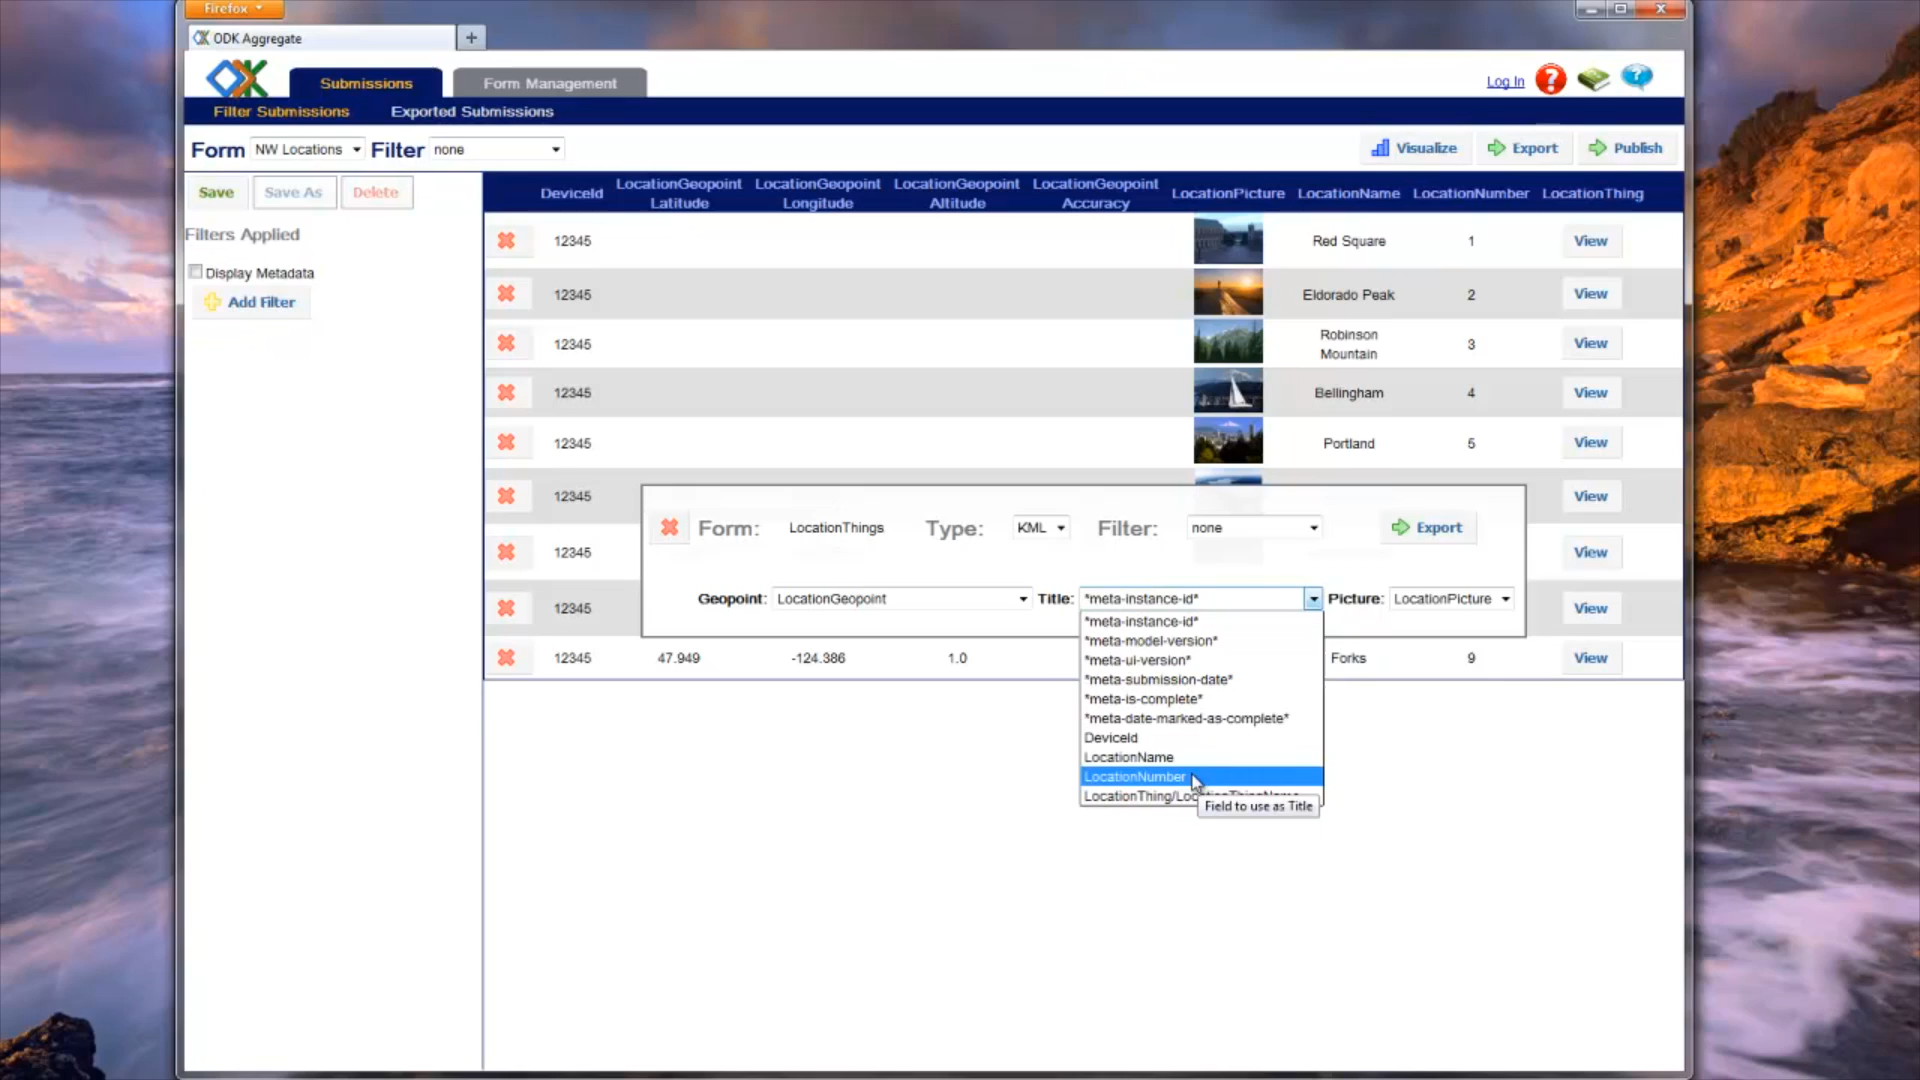 Firefox
ODK Aggregate
Submissions
Form Management
Log In
Filter Submissions
Exported Submissions
Form NW Locations Filter none
Visualize
Export
Publish
Save
Save As
Delete
Filters Applied
Display Metadata
Add Filter
DeviceId
LocationGeopoint
Latitude
LocationGeopoint
Longitude
LocationGeopoint
Altitude
LocationGeopoint
Accuracy
LocationPicture
LocationName
LocationNumber
LocationThing
12345 Red Square 1 View
12345 Eldorado Peak 2 View
12345 Robinson
Mountain 3 View
12345 Bellingham 4 View
12345 Portland 5 View
12345 View
12345 View
12345 View
12345 47.949 -124.386 1.0 Forks 9 View
Form: LocationThings Type: KML Filter: none Export
Geopoint: LocationGeopoint Title: *meta-instance-id* Picture: LocationPicture
*meta-instance-id*
*meta-model-version*
*meta-ui-version*
*meta-submission-date*
*meta-is-complete*
*meta-date-marked-as-complete*
DeviceId
LocationName
LocationNumber
LocationThing/LocationThingName
Field to use as Title